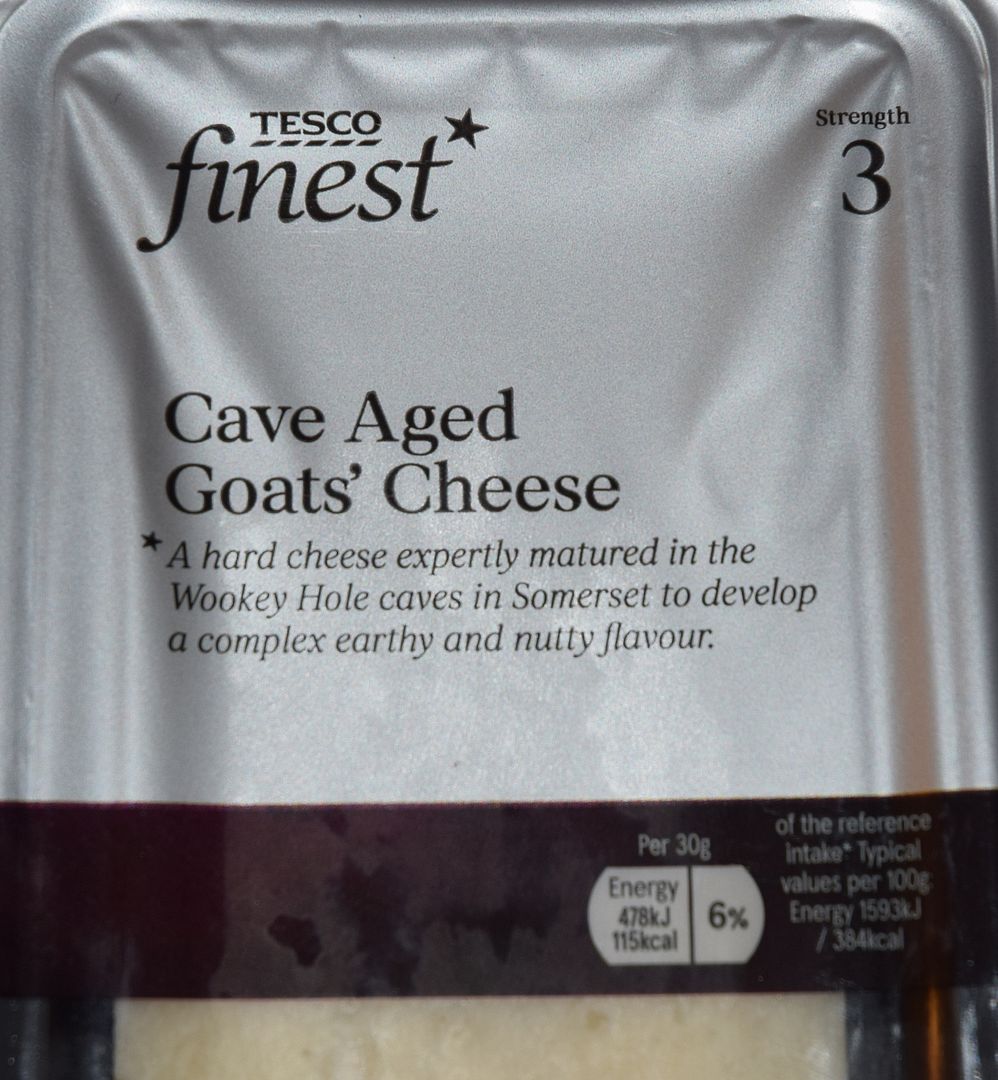 TESCO
finest*
Strength
3
Cave Aged
Goats’ Cheese
*A hard cheese expertly matured in the
Wookey Hole caves in Somerset to develop
a complex earthy and nutty flavour.
Per 30g
Energy
478kJ
115kcal
6%
of the reference
intake* Typical
values per 100g
Energy 1593kJ
/ 384kcal